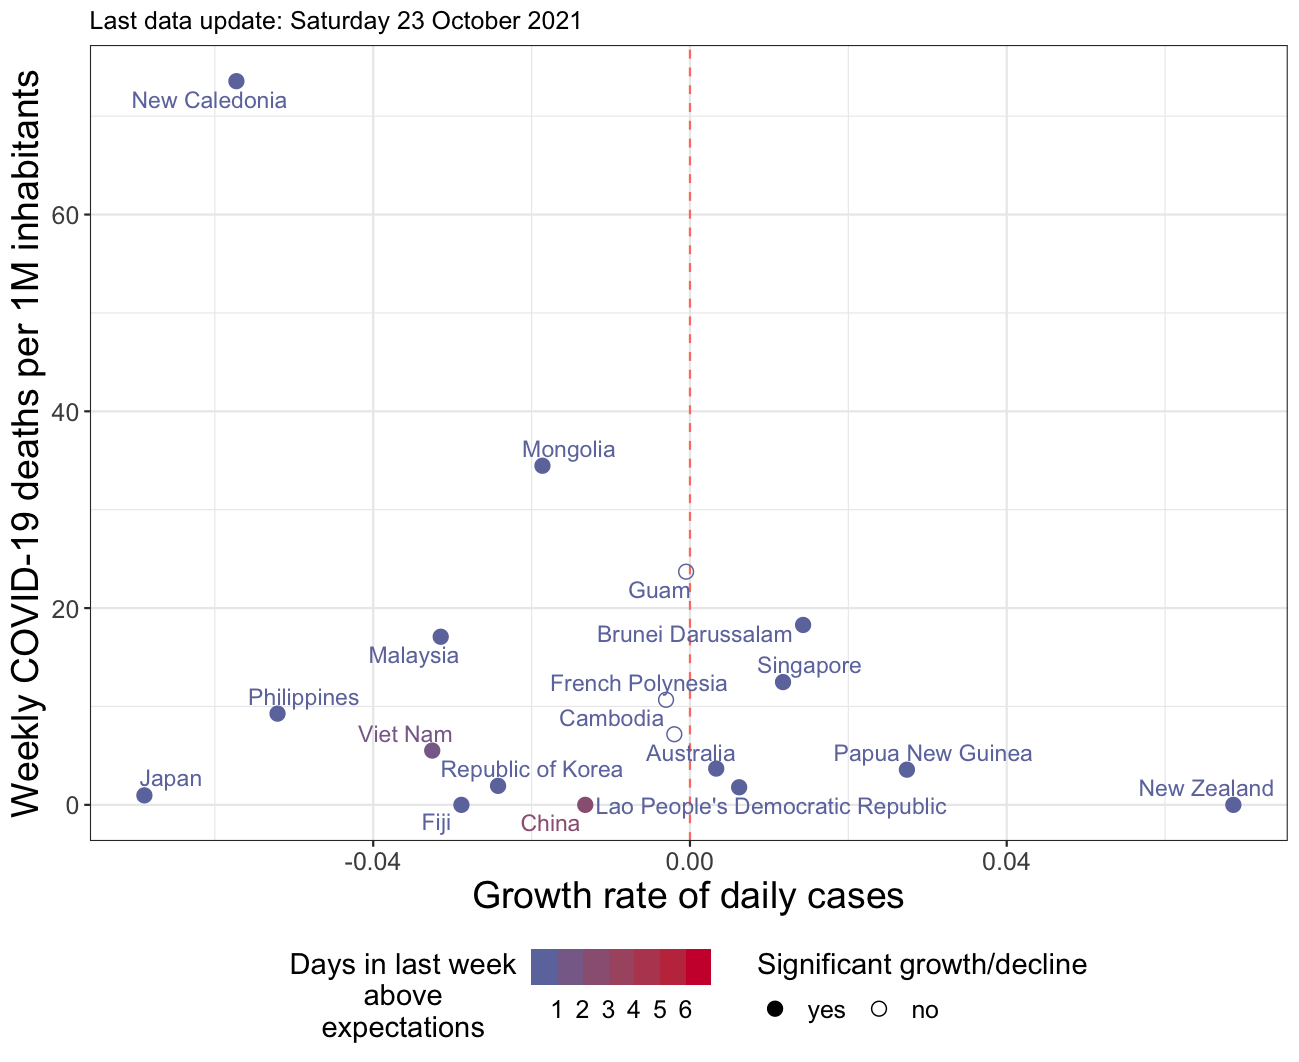 Last data update: Saturday 23 October 2021
Weekly COVID-19 deaths per 1M inhabitants
60
40
20
0
New Caledonia
Mongolia
Guam
Brunei Darussalam
Malaysia
Singapore
French Polynesia
Philippines
Cambodia
Viet Nam
Australia
Papua New Guinea
Republic of Korea
Japan
New Zealand
Lao People's Democratic Republic
Fiji
China
-0.04
0.00
0.04
Growth rate of daily cases
Days in last week
above
expectations
1 2 3 4 5 6
Significant growth/decline
yes
no